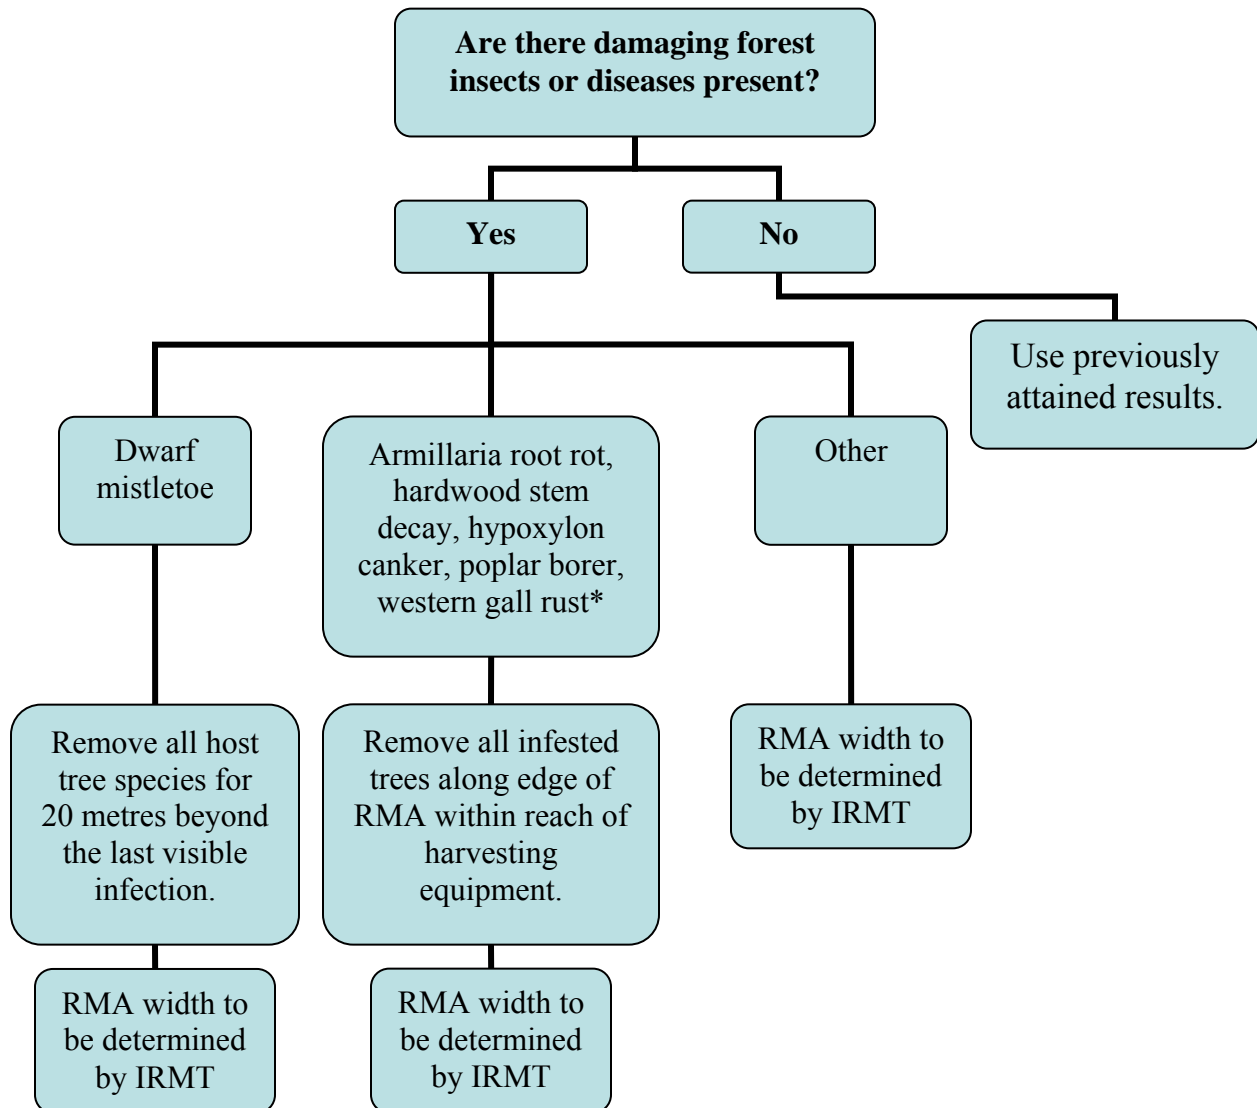 Are there damaging forest
insects or diseases present?
Yes
No
Use previously
attained results.
Dwarf
mistletoe
Armillaria root rot,
hardwood stem
decay, hypoxylon
canker, poplar borer,
western gall rust*
Other
Remove all host
tree species for
20 metres beyond
the last visible
infection.
Remove all infested
trees along edge of
RMA within reach of
harvesting
equipment.
RMA width to
be determined
by IRMT
RMA width to
be determined
by IRMT
RMA width to
be determined
by IRMT